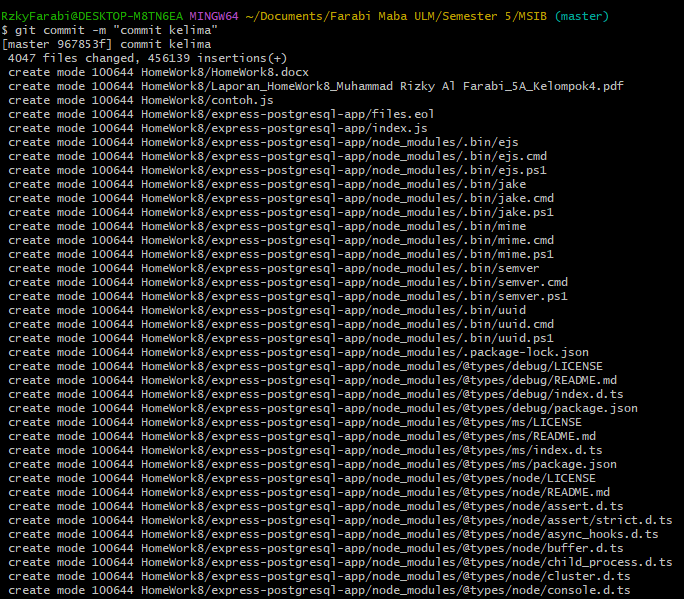 RzkyFarabi@DESKTOP-M8TN6EA MINGW64 ~/Documents/Farabi Maba ULM/Semester 5/MSIB (master)
$ git commit -m "commit kelima"
[master 967853f] commit kelima
 4047 files changed, 456139 insertions(+)
 create mode 100644 HomeWork8/HomeWork8.docx
 create mode 100644 HomeWork8/Laporan_HomeWork8_Muhammad Rizky Al Farabi_5A_Kelompok4.pdf
 create mode 100644 HomeWork8/contoh.js
 create mode 100644 HomeWork8/express-postgresql-app/files.eol
 create mode 100644 HomeWork8/express-postgresql-app/index.js
 create mode 100644 HomeWork8/express-postgresql-app/node_modules/.bin/ejs
 create mode 100644 HomeWork8/express-postgresql-app/node_modules/.bin/ejs.cmd
 create mode 100644 HomeWork8/express-postgresql-app/node_modules/.bin/ejs.ps1
 create mode 100644 HomeWork8/express-postgresql-app/node_modules/.bin/jake
 create mode 100644 HomeWork8/express-postgresql-app/node_modules/.bin/jake.cmd
 create mode 100644 HomeWork8/express-postgresql-app/node_modules/.bin/jake.ps1
 create mode 100644 HomeWork8/express-postgresql-app/node_modules/.bin/mime
 create mode 100644 HomeWork8/express-postgresql-app/node_modules/.bin/mime.cmd
 create mode 100644 HomeWork8/express-postgresql-app/node_modules/.bin/mime.ps1
 create mode 100644 HomeWork8/express-postgresql-app/node_modules/.bin/semver
 create mode 100644 HomeWork8/express-postgresql-app/node_modules/.bin/semver.cmd
 create mode 100644 HomeWork8/express-postgresql-app/node_modules/.bin/semver.ps1
 create mode 100644 HomeWork8/express-postgresql-app/node_modules/.bin/uuid
 create mode 100644 HomeWork8/express-postgresql-app/node_modules/.bin/uuid.cmd
 create mode 100644 HomeWork8/express-postgresql-app/node_modules/.bin/uuid.ps1
 create mode 100644 HomeWork8/express-postgresql-app/node_modules/.package-lock.json
 create mode 100644 HomeWork8/express-postgresql-app/node_modules/@types/debug/LICENSE
 create mode 100644 HomeWork8/express-postgresql-app/node_modules/@types/debug/README.md
 create mode 100644 HomeWork8/express-postgresql-app/node_modules/@types/debug/index.d.ts
 create mode 100644 HomeWork8/express-postgresql-app/node_modules/@types/debug/package.json
 create mode 100644 HomeWork8/express-postgresql-app/node_modules/@types/ms/LICENSE
 create mode 100644 HomeWork8/express-postgresql-app/node_modules/@types/ms/README.md
 create mode 100644 HomeWork8/express-postgresql-app/node_modules/@types/ms/index.d.ts
 create mode 100644 HomeWork8/express-postgresql-app/node_modules/@types/ms/package.json
 create mode 100644 HomeWork8/express-postgresql-app/node_modules/@types/node/LICENSE
 create mode 100644 HomeWork8/express-postgresql-app/node_modules/@types/node/README.md
 create mode 100644 HomeWork8/express-postgresql-app/node_modules/@types/node/assert.d.ts
 create mode 100644 HomeWork8/express-postgresql-app/node_modules/@types/node/assert/strict.d.ts
 create mode 100644 HomeWork8/express-postgresql-app/node_modules/@types/node/async_hooks.d.ts
 create mode 100644 HomeWork8/express-postgresql-app/node_modules/@types/node/buffer.d.ts
 create mode 100644 HomeWork8/express-postgresql-app/node_modules/@types/node/child_process.d.ts
 create mode 100644 HomeWork8/express-postgresql-app/node_modules/@types/node/cluster.d.ts
 create mode 100644 HomeWork8/express-postgresql-app/node_modules/@types/node/console.d.ts